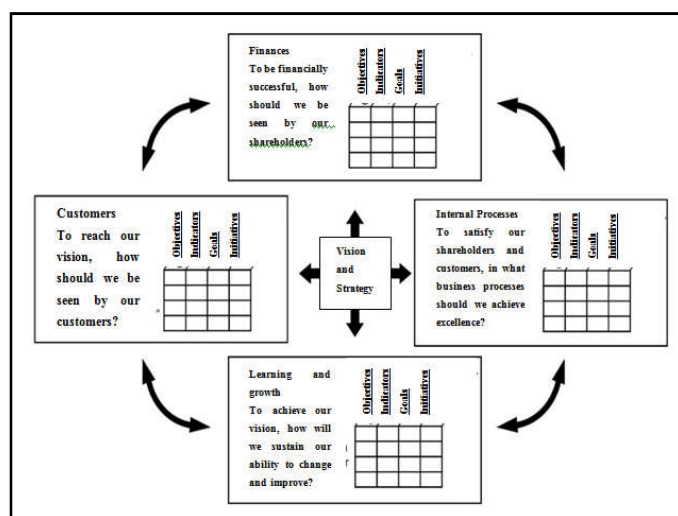 Finances
To be financially
successful, how
should we be
seen by our
shareholders?
Objectives
Indicators
Goals
Initiatives
Customers
To reach our
vision, how
should we be
seen by our
customers?
Objectives
Indicators
Goals
Initiatives
Vision
and
Strategy
Internal Processes
To satisfy our
shareholders and
customers, in what
business processes
should we achieve
excellence?
Objectives
Indicators
Goals
Initiatives
Learning and
growth
To achieve our
vision, how will
we sustain our
ability to change
and improve?
Objectives
Indicators
Goals
Initiatives